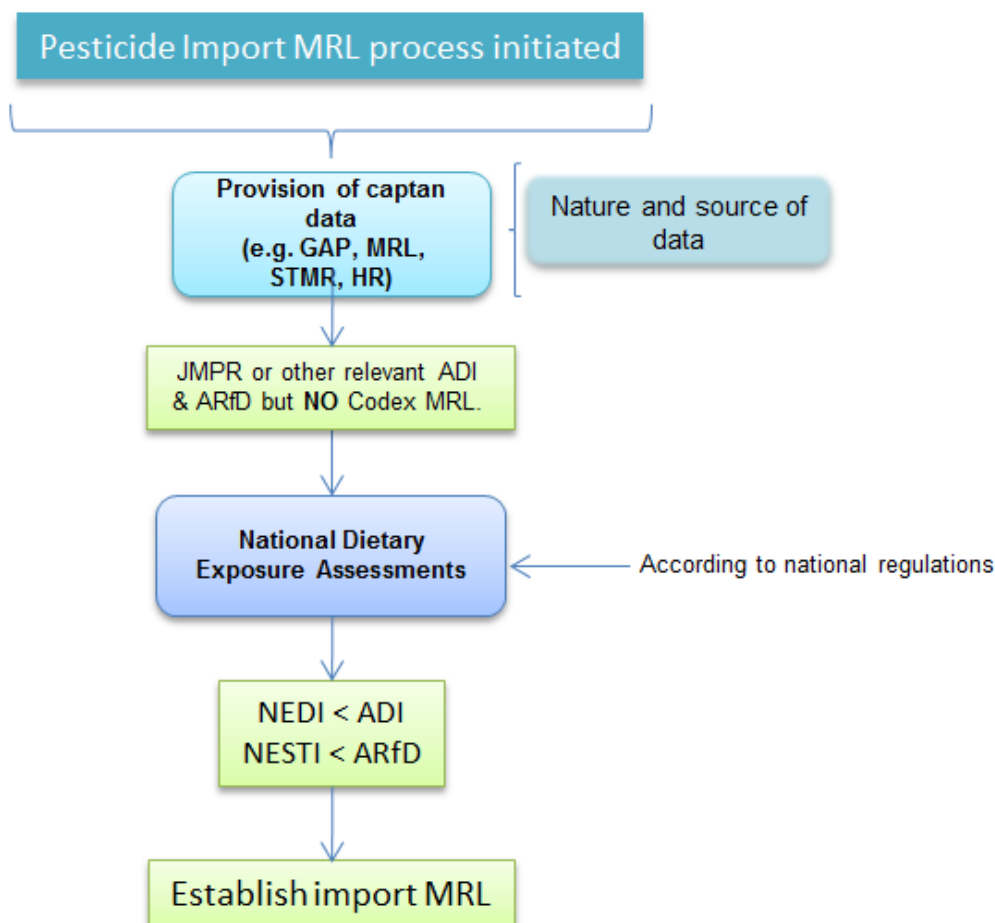 Pesticide Import MRL process initiated
Provision of captan
data
(e.g. GAP, MRL,
STMR, HR)
Nature and source of
data
JMPR or other relevant ADI
& ARfD but NO Codex MRL.
National Dietary
Exposure Assessments
According to national regulations
NEDI < ADI
NESTI < ARfD
Establish import MRL